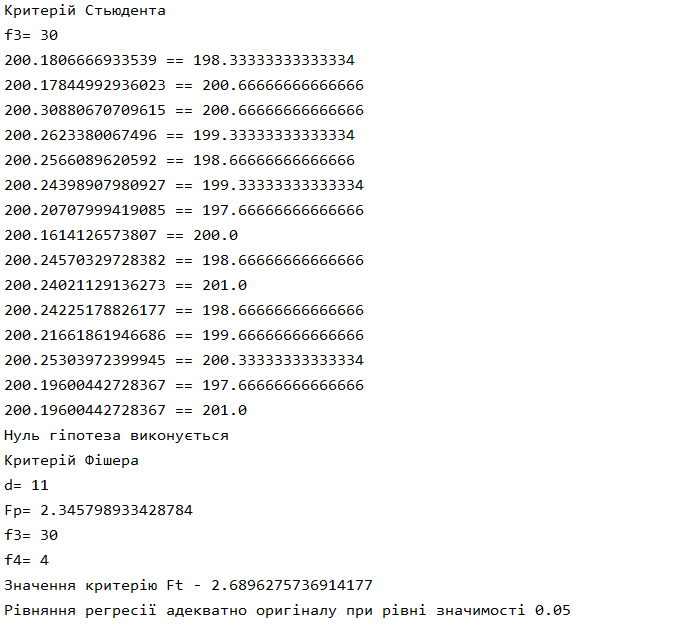 Критерій Стьюдента
f3= 30
200.1806666933539 == 198.33333333333334
200.17844992936023 == 200.66666666666666
200.30880670709615 == 200.66666666666666
200.2623380067496 == 199.33333333333334
200.2566089620592 == 198.66666666666666
200.24398907980927 == 199.33333333333334
200.20707999419085 == 197.66666666666666
200.1614126573807 == 200.0
200.24570329728382 == 198.66666666666666
200.24021129136273 == 201.0
200.24225178826177 == 198.66666666666666
200.21661861946686 == 199.66666666666666
200.25303972399945 == 200.33333333333334
200.19600442728367 == 197.66666666666666
200.19600442728367 == 201.0
Нуль гіпотеза виконується
Критерій Фішера
d= 11
Fp= 2.345798933428784
f3= 30
f4= 4
Значення критерію Ft - 2.6896275736914177
Рівняння регресії адекватно оригіналу при рівні значимості 0.05